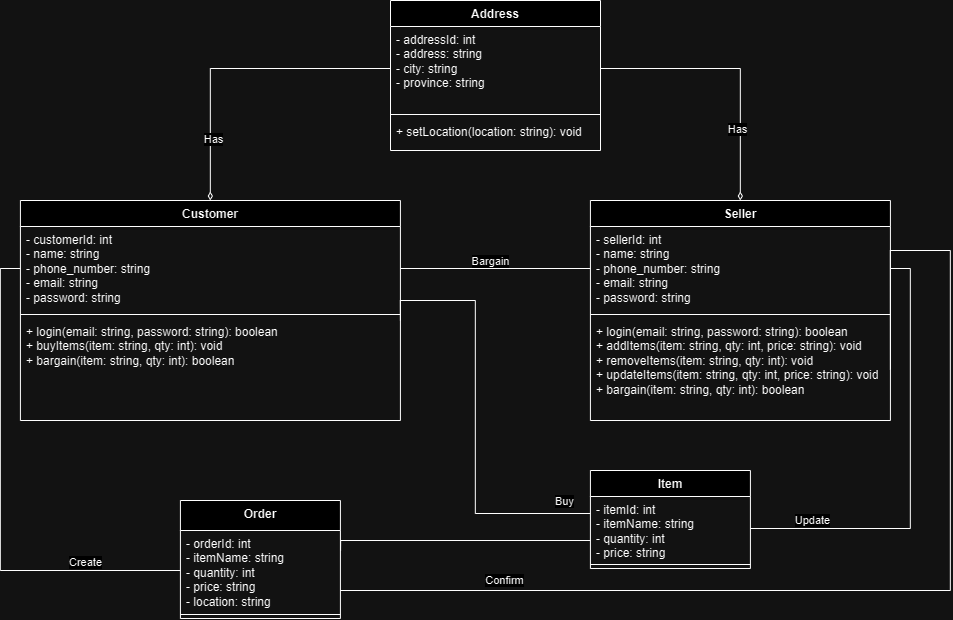 Address
- addressId: int
- address: string
- city: string
- province: string
+ setLocation(location: string): void
Has
Has
Customer
- customerId: int
- name: string
- phone_number: string
- email: string
- password: string
+ login(email: string, password: string): boolean
+ buyItems(item: string, qty: int): void
+ bargain(item: string, qty: int): boolean
Bargain
Seller
- sellerId: int
- name: string
- phone_number: string
- email: string
- password: string
+ login(email: string, password: string): boolean
+ addItems(item: string, qty: int, price: string): void
+ removeItems(item: string, qty: int): void
+ updateItems(item: string, qty: int, price: string): void
+ bargain(item: string, qty: int): boolean
Buy
Item
- itemId: int
- itemName: string
- quantity: int
- price: string
Update
Order
- orderId: int
- itemName: string
- quantity: int
- price: string
- location: string
Create
Confirm